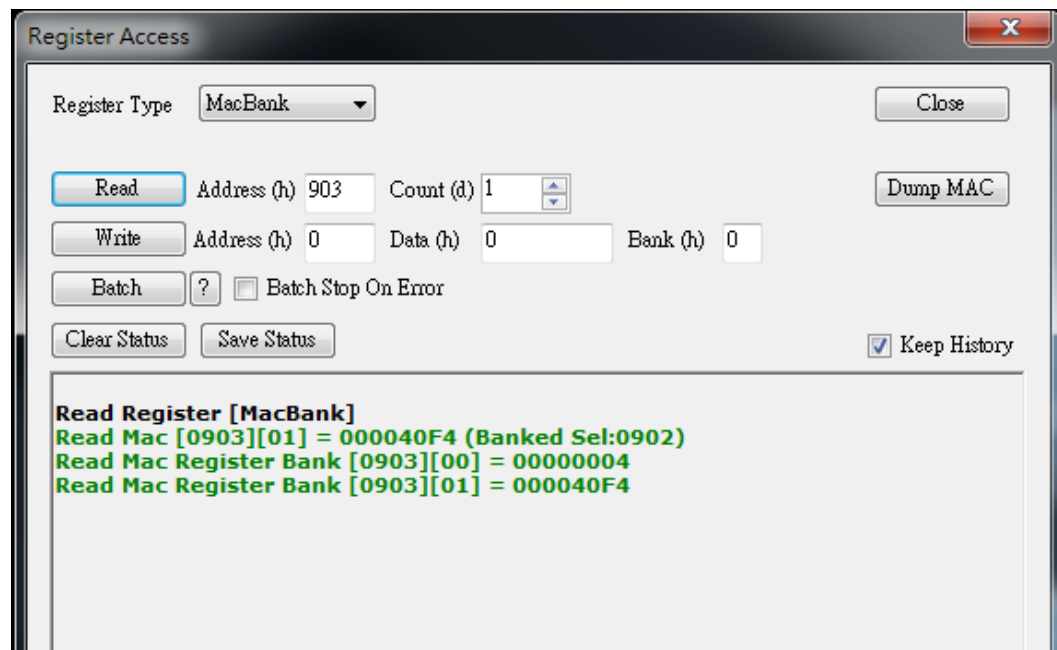 Register Access
x
Register Type MacBank Close
Read Address (h) 903 Count (d) 1 Dump MAC
Write Address (h) 0 Data (h) 0 Bank (h) 0
Batch ? Batch Stop On Error
Clear Status Save Status Keep History
Read Register [MacBank]
Read Mac [0903][01] = 000040F4 (Banked Sel:0902)
Read Mac Register Bank [0903][00] = 00000004
Read Mac Register Bank [0903][01] = 000040F4